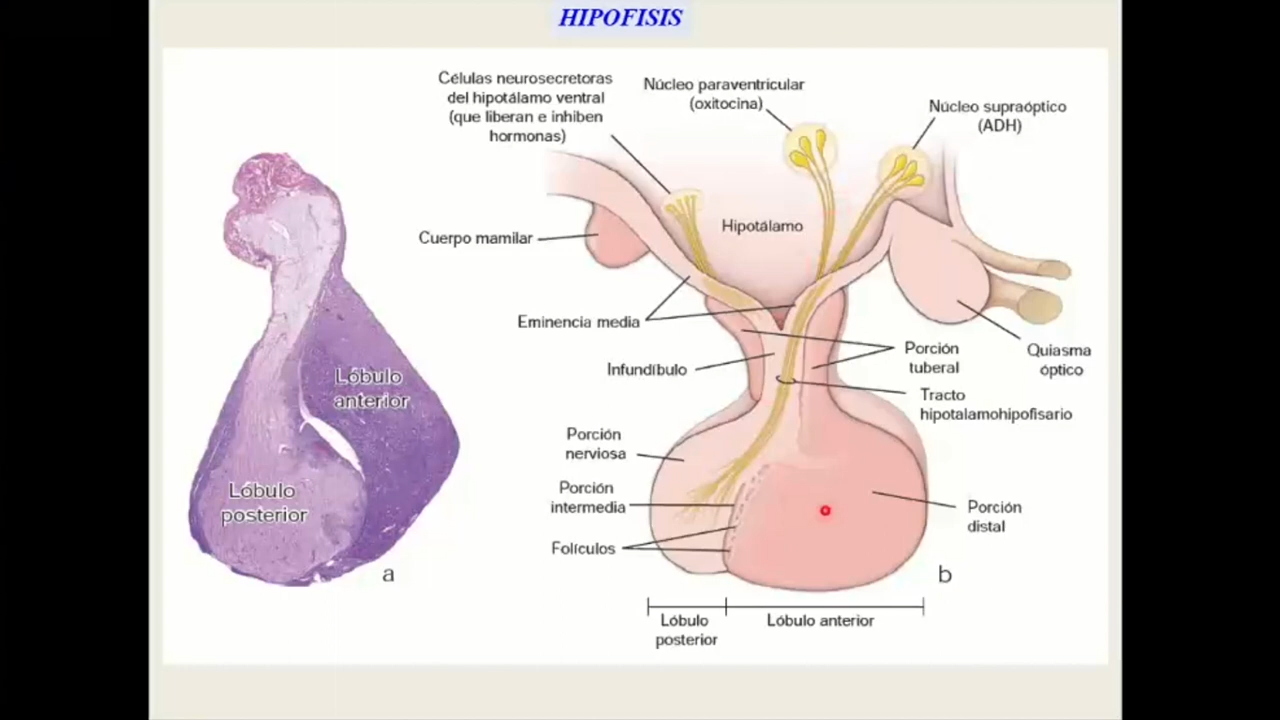 HIPOFISIS
Células neurosecretoras
del hipotálamo ventral
(que liberan e inhiben
hormonas)
Núcleo paraventricular
(oxitocina)
Núcleo supraóptico
(ADH)
Cuerpo mamilar
Hipotálamo
Eminencia media
Infundíbulo
Porción
tuberal
Quiasma
óptico
Tracto
hipotalamohipofisario
Lóbulo
anterior
Porción
nerviosa
Lóbulo
posterior
Porción
intermedia
Porción
distal
Folículos
a
b
Lóbulo
posterior
Lóbulo anterior